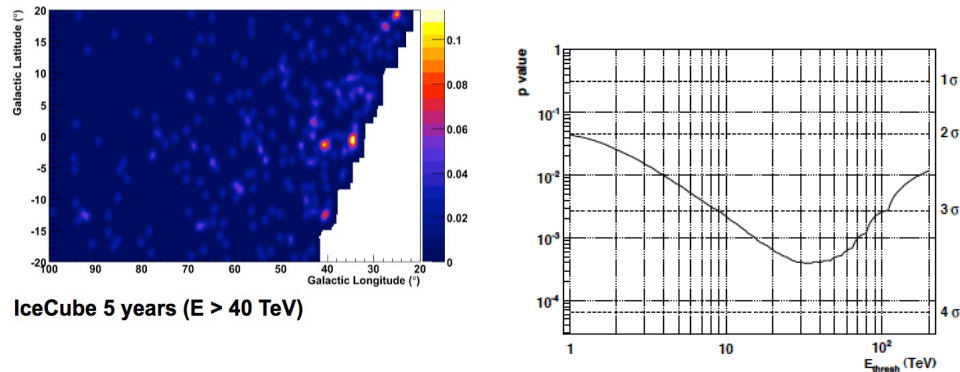 Galactic Latitude (°)
20
15
10
5
0
-5
-10
-15
-20
100 90 80 70 60 50 40 30 20
Galactic Longitude (°)
0.1
0.08
0.06
0.04
0.02
0
IceCube 5 years (E > 40 TeV)
p value
1
10-1
10-2
10-3
10-4
1σ
2σ
3σ
4σ
1 10 102
Ethresh (TeV)